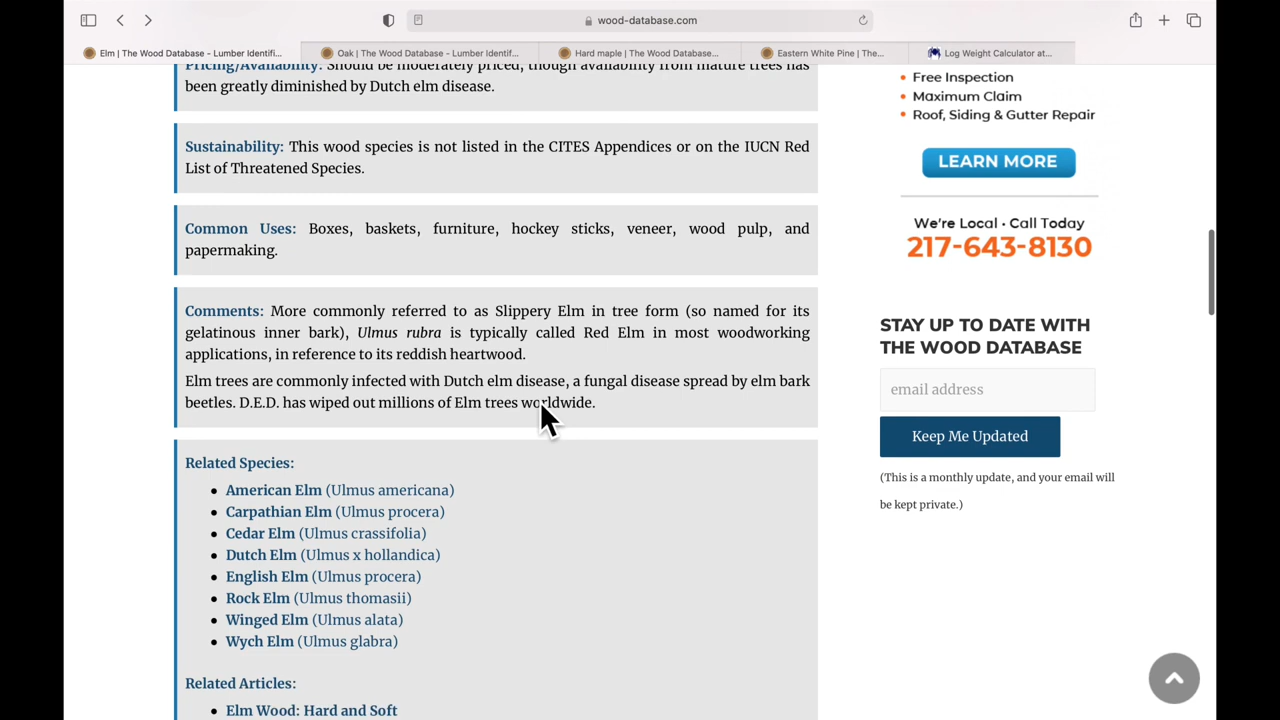 wood-database.com
Elm | The Wood Database - Lumber Identifi...
Oak | The Wood Database - Lumber Identif...
Hard maple | The Wood Database...
Eastern White Pine | The...
Log Weight Calculator at...
Pricing/Availability: Should be moderately priced, though availability from mature trees has
been greatly diminished by Dutch elm disease.
Sustainability: This wood species is not listed in the CITES Appendices or on the IUCN Red
List of Threatened Species.
Common Uses: Boxes, baskets, furniture, hockey sticks, veneer, wood pulp, and
papermaking.
Comments: More commonly referred to as Slippery Elm in tree form (so named for its
gelatinous inner bark), Ulmus rubra is typically called Red Elm in most woodworking
applications, in reference to its reddish heartwood.
Elm trees are commonly infected with Dutch elm disease, a fungal disease spread by elm bark
beetles. D.E.D. has wiped out millions of Elm trees worldwide.
Related Species:
• American Elm (Ulmus americana)
• Carpathian Elm (Ulmus procera)
• Cedar Elm (Ulmus crassifolia)
• Dutch Elm (Ulmus x hollandica)
• English Elm (Ulmus procera)
• Rock Elm (Ulmus thomasii)
• Winged Elm (Ulmus alata)
• Wych Elm (Ulmus glabra)
Related Articles:
• Elm Wood: Hard and Soft
• Free Inspection
• Maximum Claim
• Roof, Siding & Gutter Repair
LEARN MORE
We're Local • Call Today
217-643-8130
STAY UP TO DATE WITH
THE WOOD DATABASE
email address
Keep Me Updated
(This is a monthly update, and your email will
be kept private.)